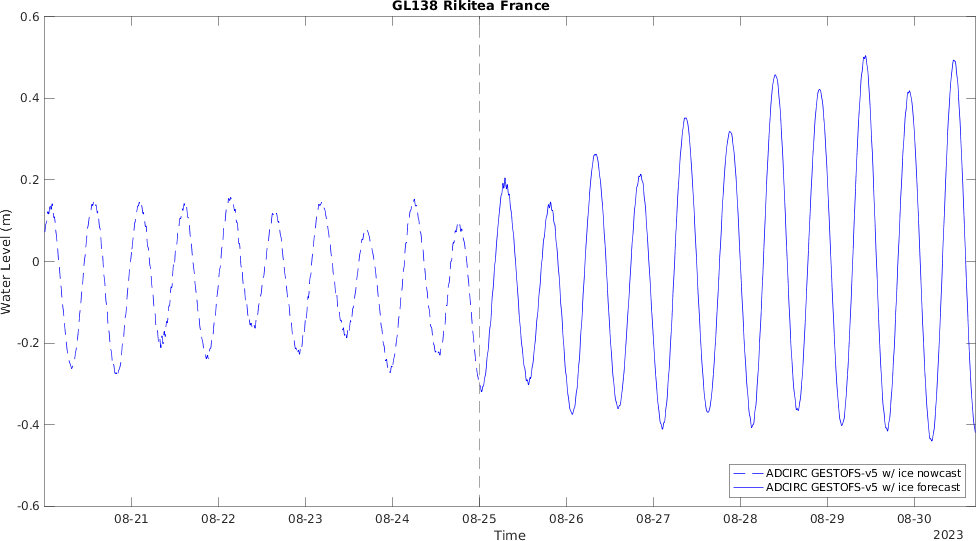 GL138 Rikitea France
0.6
0.4
0.2
0
-0.2
-0.4
-0.6
Water Level (m)
08-21 08-22 08-23 08-24 08-25 08-26 08-27 08-28 08-29 08-30
Time
2023
ADCIRC GESTOFS-v5 w/ ice nowcast
ADCIRC GESTOFS-v5 w/ ice forecast